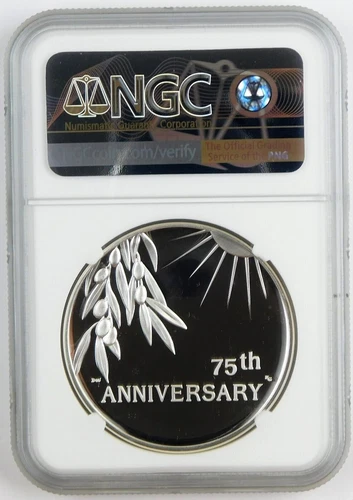 NGC
Numismatic Guaranty Corporation
NGCcoin.com/verify
The Official Grading
Service of the ANA
75th
ANNIVERSARY